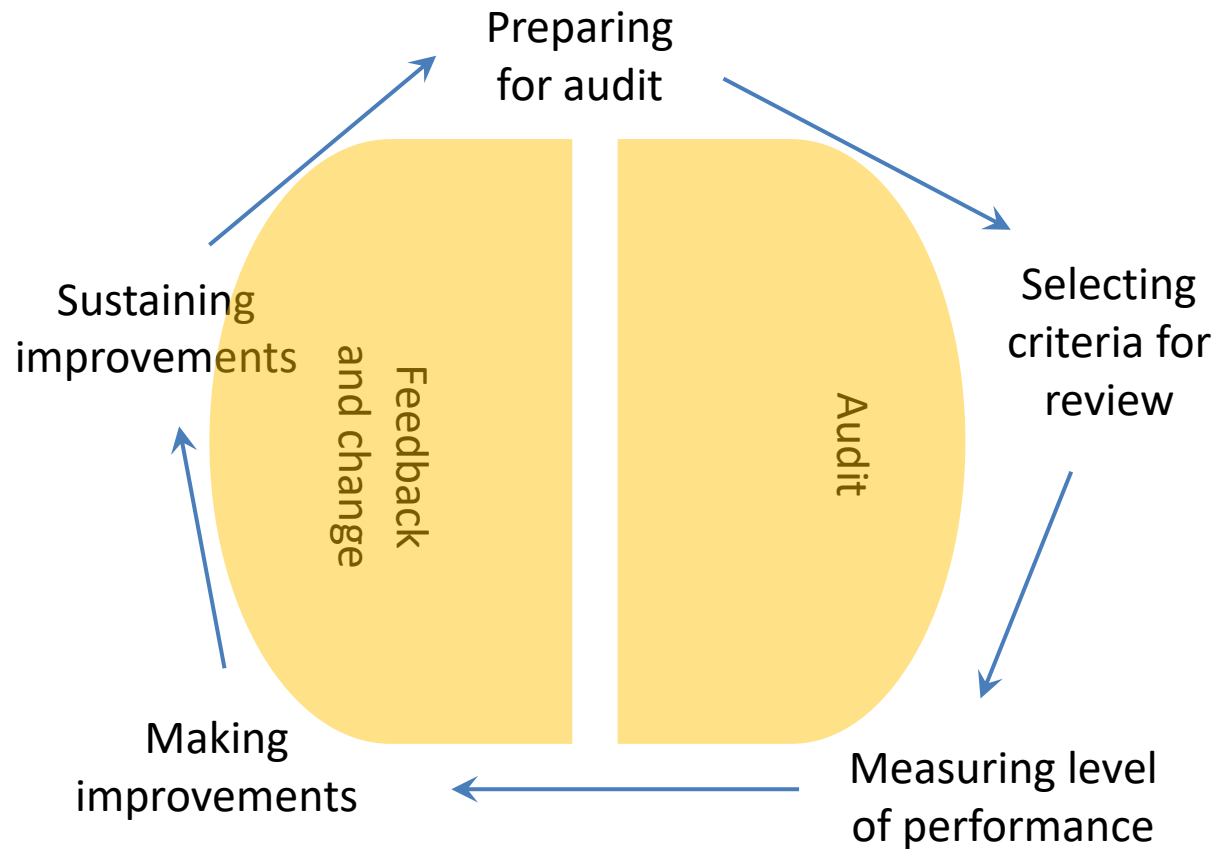 Preparing
for audit
Selecting
criteria for
review
Measuring level
of performance
Making
improvements
Sustaining
improvements
Feedback
and change
Audit